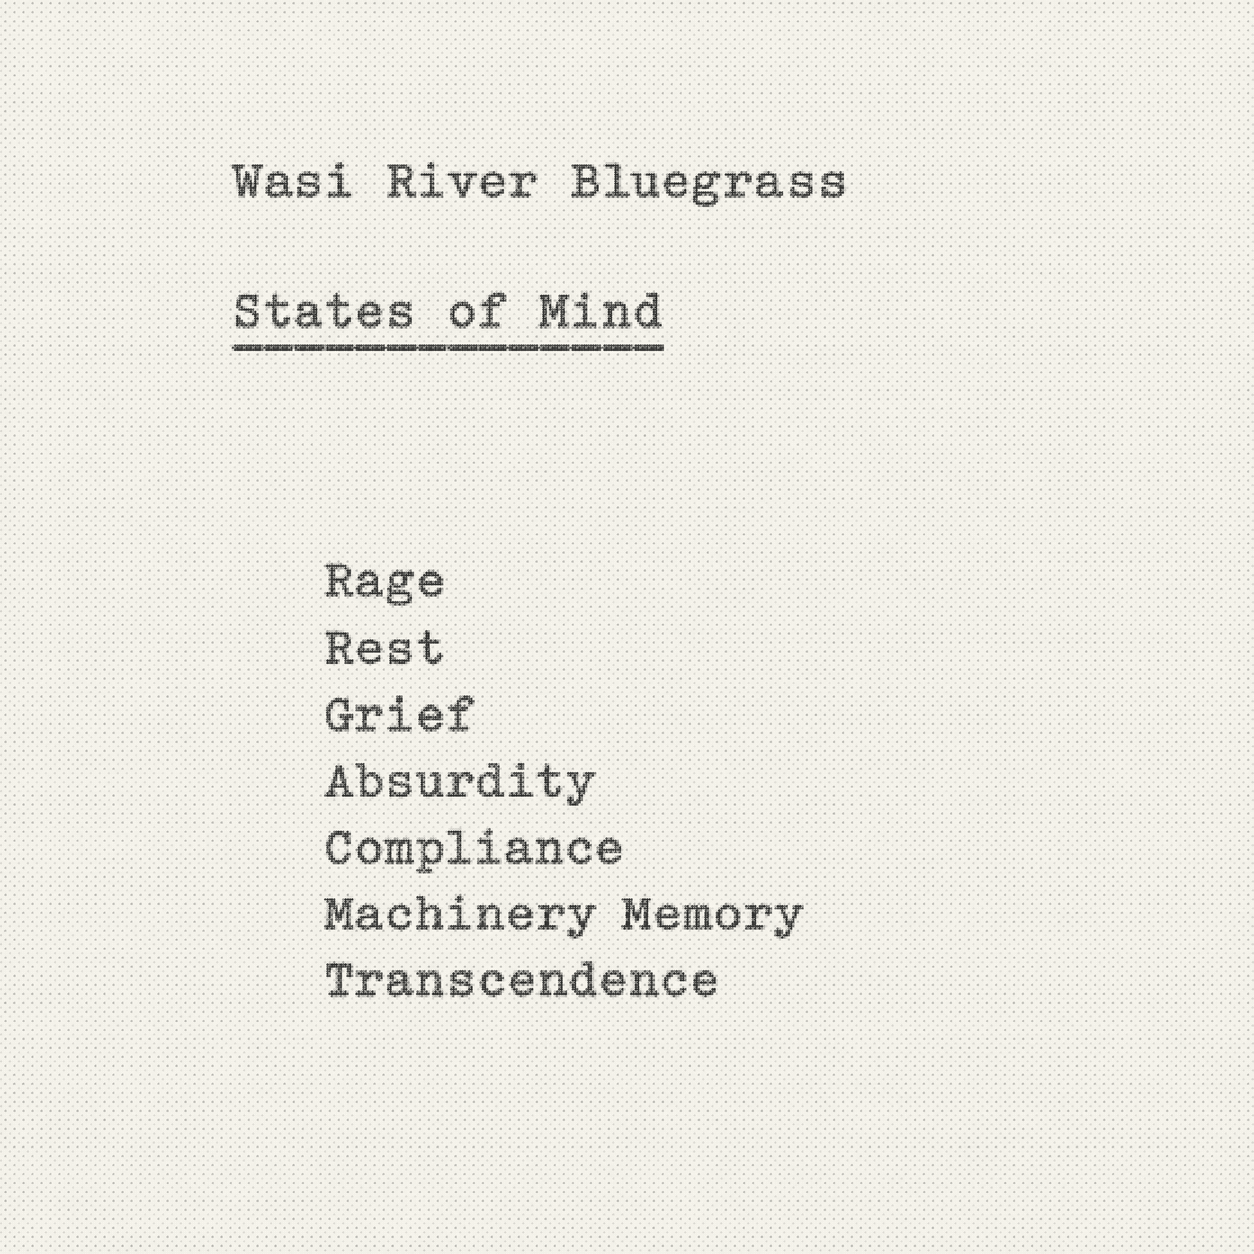 Wasi River Bluegrass
States of Mind
Rage
Rest
Grief
Absurdity
Compliance
Machinery Memory
Transcendence